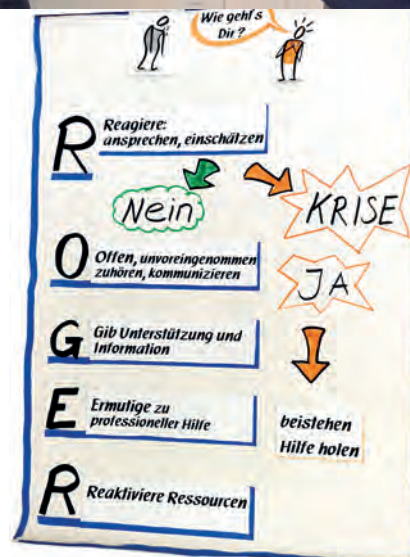 Wie geht's
Dir?
R
Reagiere:
ansprechen, einschätzen
Nein
KRISE
O
Offen, unvoreingenommen
zuhören, kommunizieren
JA
G
Gib Unterstützung und
Information
E
Ermutige zu
professioneller Hilfe
beistehen
Hilfe holen
R
Reaktiviere Ressourcen